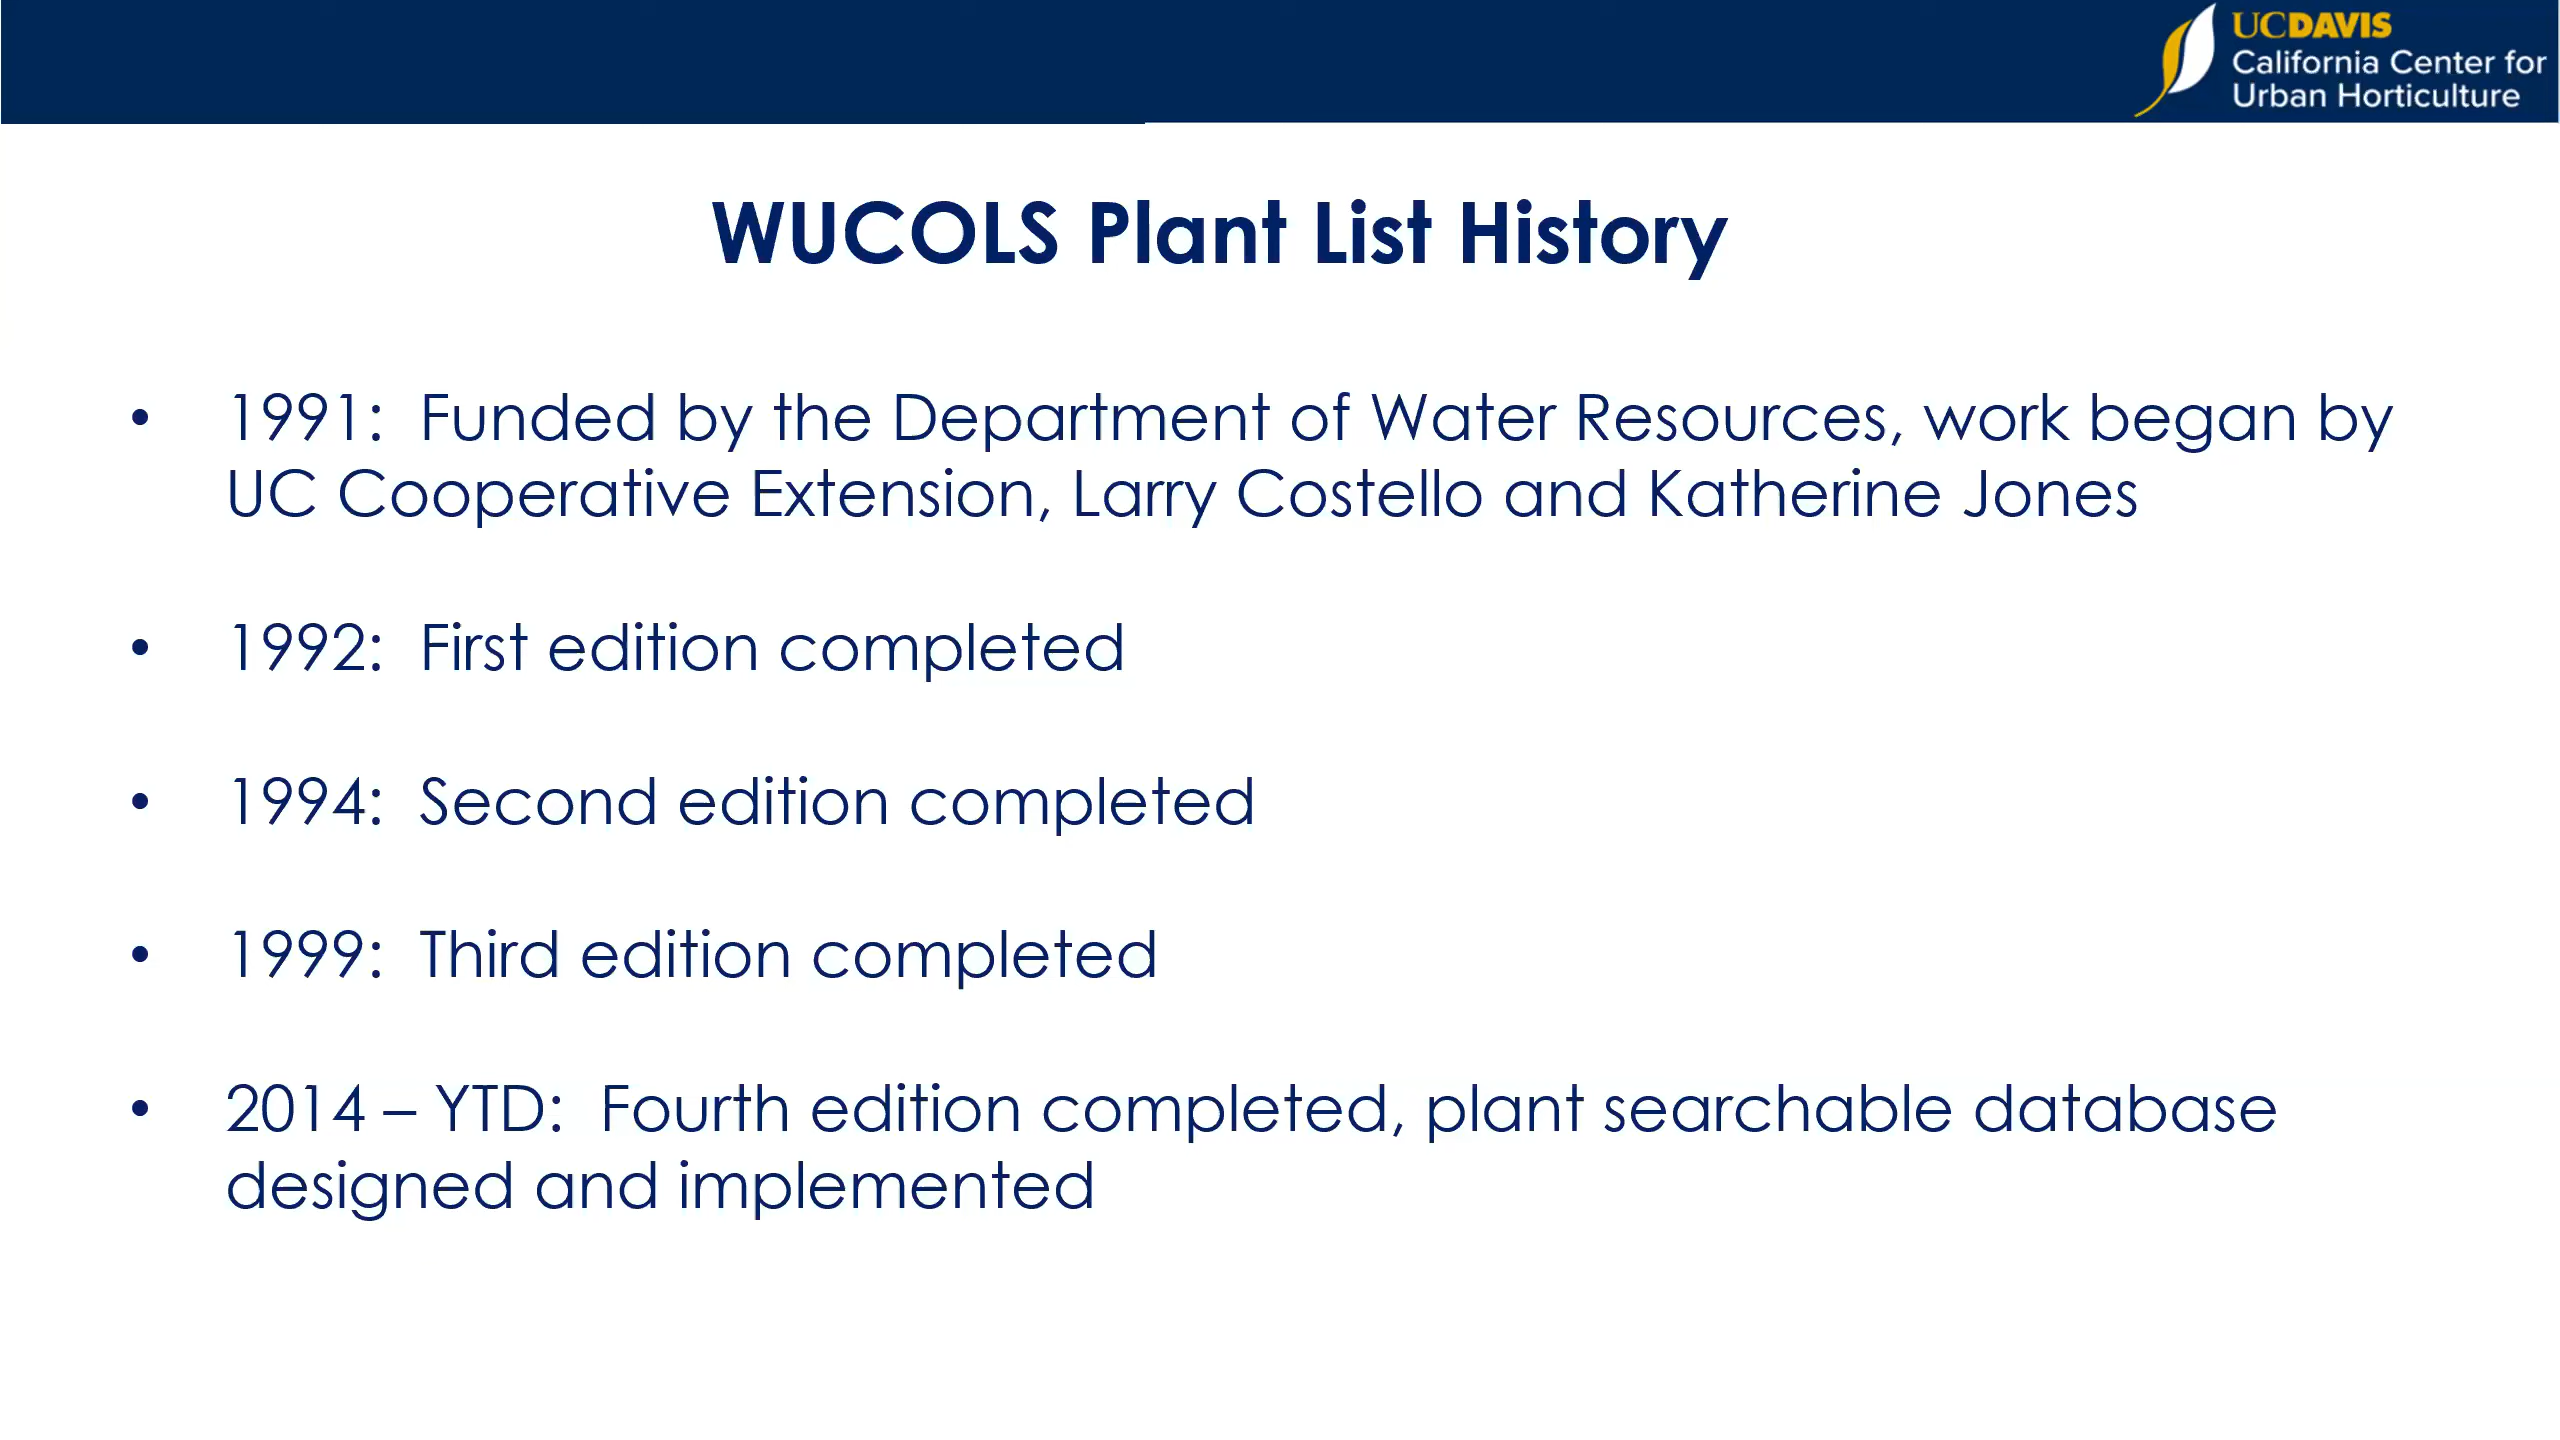 UCDAVIS
California Center for
Urban Horticulture
WUCOLS Plant List History
• 1991: Funded by the Department of Water Resources, work began by
UC Cooperative Extension, Larry Costello and Katherine Jones
• 1992: First edition completed
• 1994: Second edition completed
• 1999: Third edition completed
• 2014 – YTD: Fourth edition completed, plant searchable database
designed and implemented